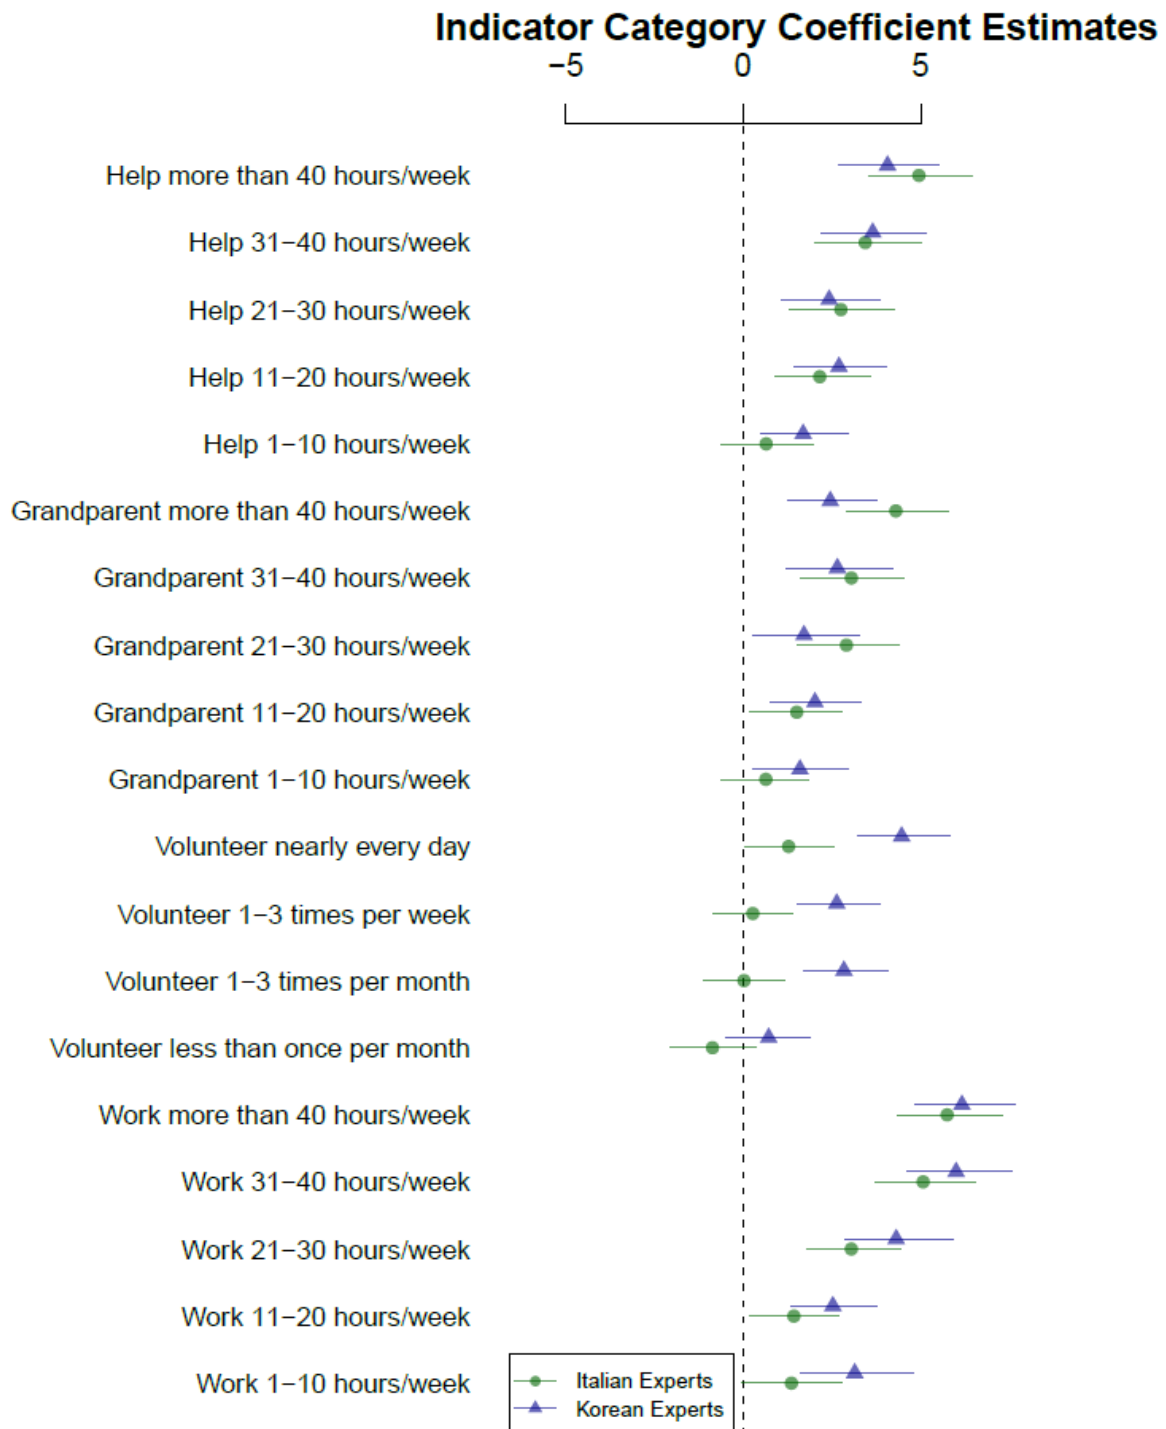 Indicator Category Coefficient Estimates
−5 0 5
Help more than 40 hours/week
Help 31−40 hours/week
Help 21−30 hours/week
Help 11−20 hours/week
Help 1−10 hours/week
Grandparent more than 40 hours/week
Grandparent 31−40 hours/week
Grandparent 21−30 hours/week
Grandparent 11−20 hours/week
Grandparent 1−10 hours/week
Volunteer nearly every day
Volunteer 1−3 times per week
Volunteer 1−3 times per month
Volunteer less than once per month
Work more than 40 hours/week
Work 31−40 hours/week
Work 21−30 hours/week
Work 11−20 hours/week
Work 1−10 hours/week
Italian Experts
Korean Experts